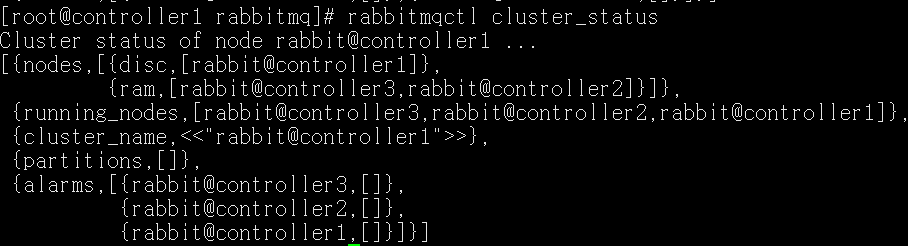 [root@controller1 rabbitmq]# rabbitmqctl cluster_status
Cluster status of node rabbit@controller1 ...
[{nodes,[{disc,[rabbit@controller1]},
         {ram,[rabbit@controller3,rabbit@controller2]}]},
 {running_nodes,[rabbit@controller3,rabbit@controller2,rabbit@controller1]},
 {cluster_name,<<"rabbit@controller1">>},
 {partitions,[]},
 {alarms,[{rabbit@controller3,[]},
          {rabbit@controller2,[]},
          {rabbit@controller1,[]}]}]